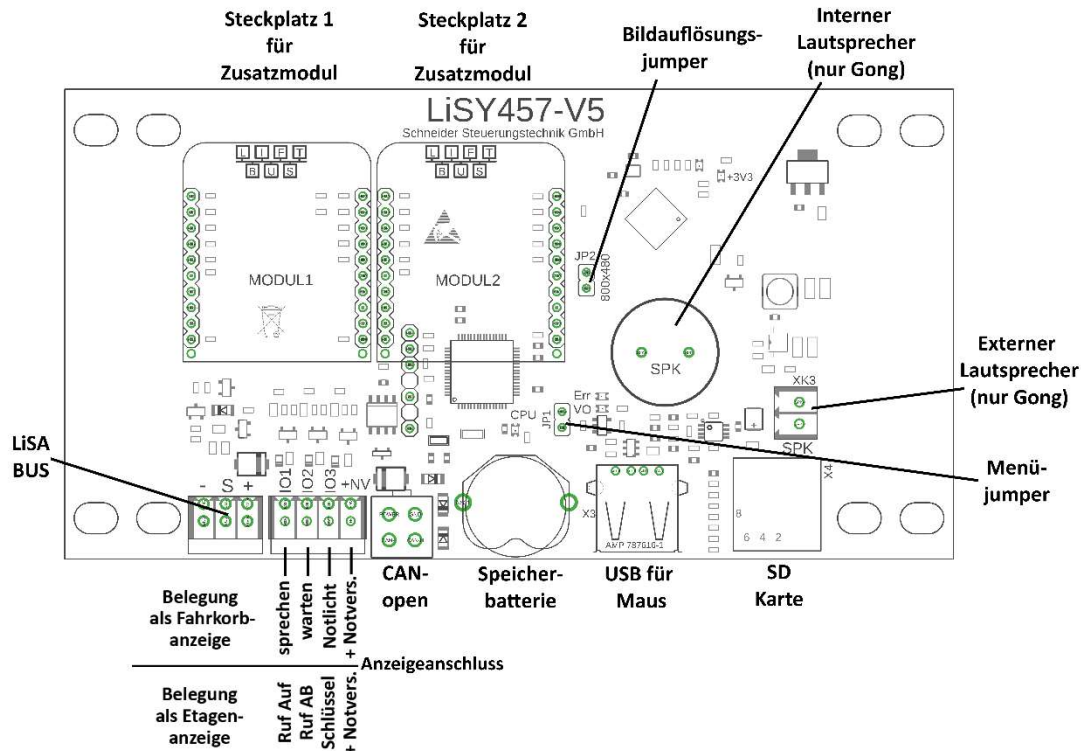 Steckplatz 1
für
Zusatzmodul
Steckplatz 2
für
Zusatzmodul
Bildauflösungs-
jumper
Interner
Lautsprecher
(nur Gong)
LiSY457-V5
Schneider Steuerungstechnik GmbH
L I F T
B U S
L I F T
B U S
+3V3
MODUL1
MODUL2
JP2
800x480
SPK
Externer
Lautsprecher
(nur Gong)
XK3
SPK
Err
VO
CPU
JP1
Menü-
jumper
LiSA
BUS
- S +
IO1
IO2
IO3
+NV
X3
AMP 787616-1
X4
8
6 4 2
CAN-
open
Speicher-
batterie
USB für
Maus
SD
Karte
Belegung
als Fahrkorb-
anzeige
sprechen
warten
Notlicht
+ Notvers.
Anzeigeanschluss
Belegung
als Etagen-
anzeige
Ruf Auf
Ruf AB
Schlüssel
+ Notvers.